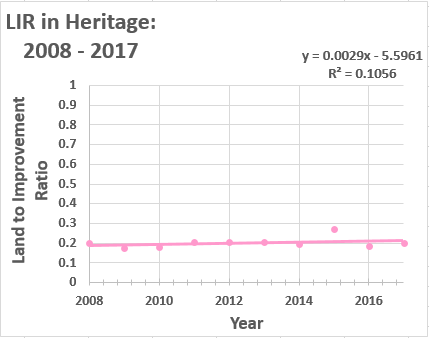 LIR in Heritage:
2008 - 2017
y = 0.0029x - 5.5961
R² = 0.1056
Land to Improvement
Ratio
1
0.9
0.8
0.7
0.6
0.5
0.4
0.3
0.2
0.1
0
2008
2010
2012
2014
2016
Year